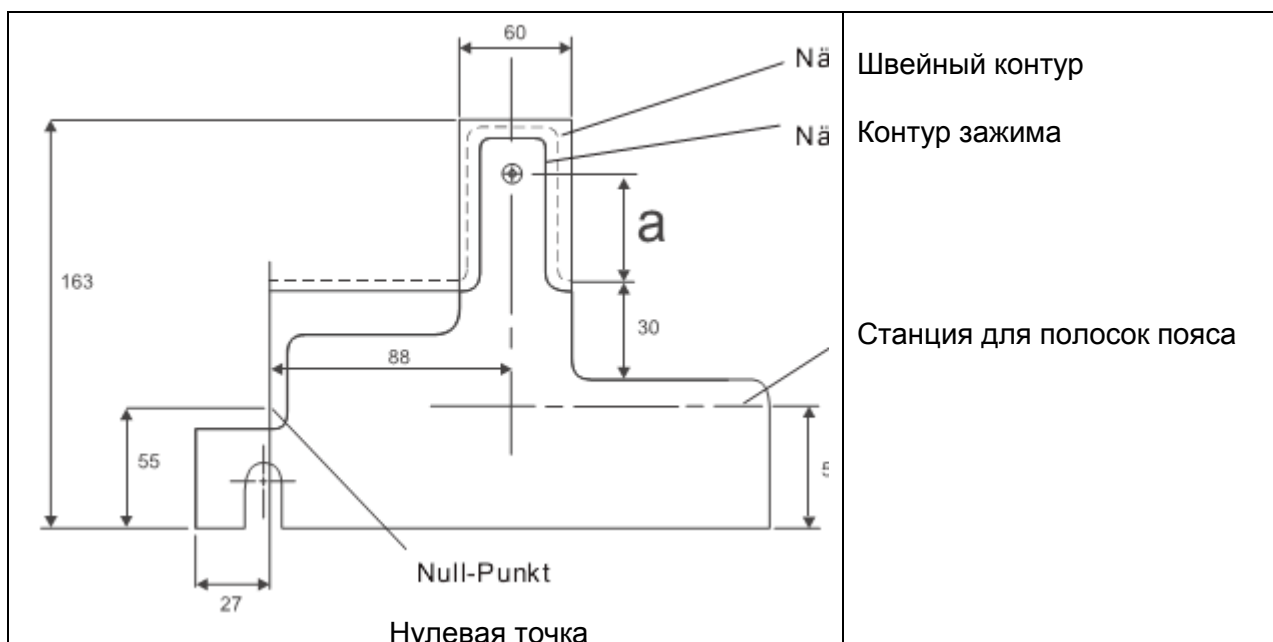 60
Nä
Швейный контур
Nä
Контур зажима
a
163
30
Станция для полосок пояса
88
55
Null-Punkt
27
Нулевая точка